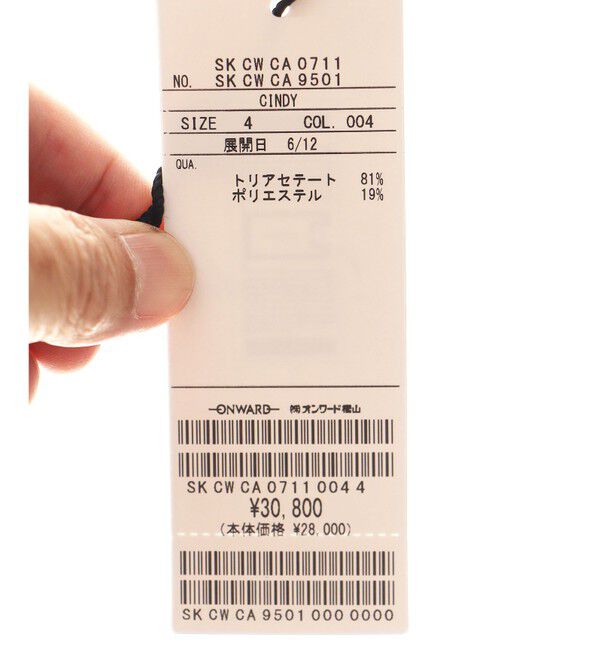 SK CW CA 0711
NO. SK CW CA 9501
CINDY
SIZE 4 COL. 004
展開日 6/12
QUA.
トリアセテート 81%
ポリエステル 19%
ONWARD ㈱オンワード樫山
SK CW CA 0711 004 4
¥30,800
(本体価格 ¥28,000)
SK CW CA 9501 000 0000